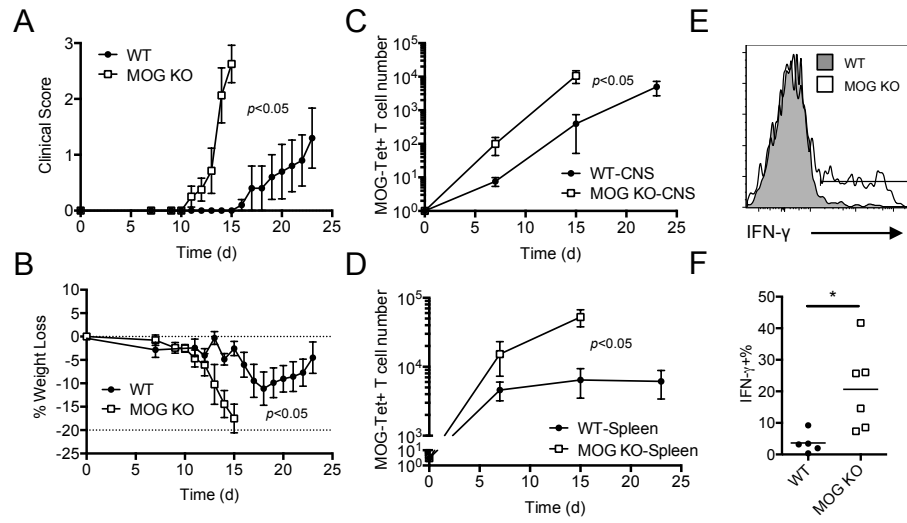 A
WT
MOG KO
Clinical Score
3
2
1
0
p<0.05
0 5 10 15 20 25
Time (d)
B
% Weight Loss
10
5
0
-5
-10
-15
-20
-25
WT
MOG KO
p<0.05
0 5 10 15 20 25
Time (d)
C
MOG-Tet+ T cell number
10^5
10^4
10^3
10^2
10^1
10^0
p<0.05
WT-CNS
MOG KO-CNS
0 5 10 15 20 25
Time (d)
D
MOG-Tet+ T cell number
10^5
10^4
10^3
10^1
10^0
p<0.05
WT-Spleen
MOG KO-Spleen
0 5 10 15 20 25
Time (d)
E
WT
MOG KO
IFN-γ
F
IFN-γ+%
50
40
30
20
10
0
*
WT
MOG KO